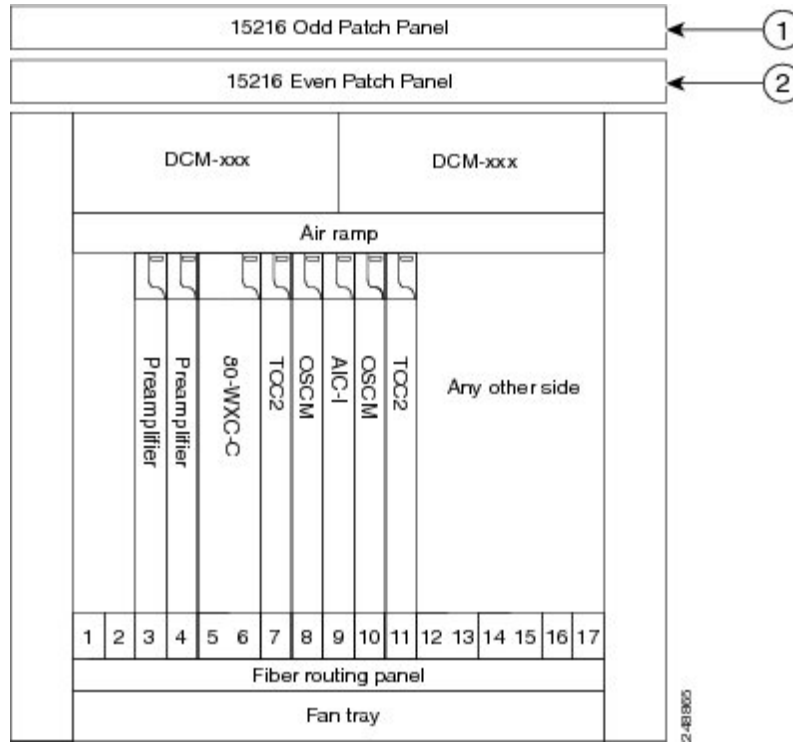 15216 Odd Patch Panel
1
15216 Even Patch Panel
2
DCM-xxx
DCM-xxx
Air ramp
Preamplifier
Preamplifier
80-WXC-C
TCC2
OSCM
AIC-I
OSCM
TCC2
Any other side
1 2 3 4 5 6 7 8 9 10 11 12 13 14 15 16 17
Fiber routing panel
Fan tray
248865